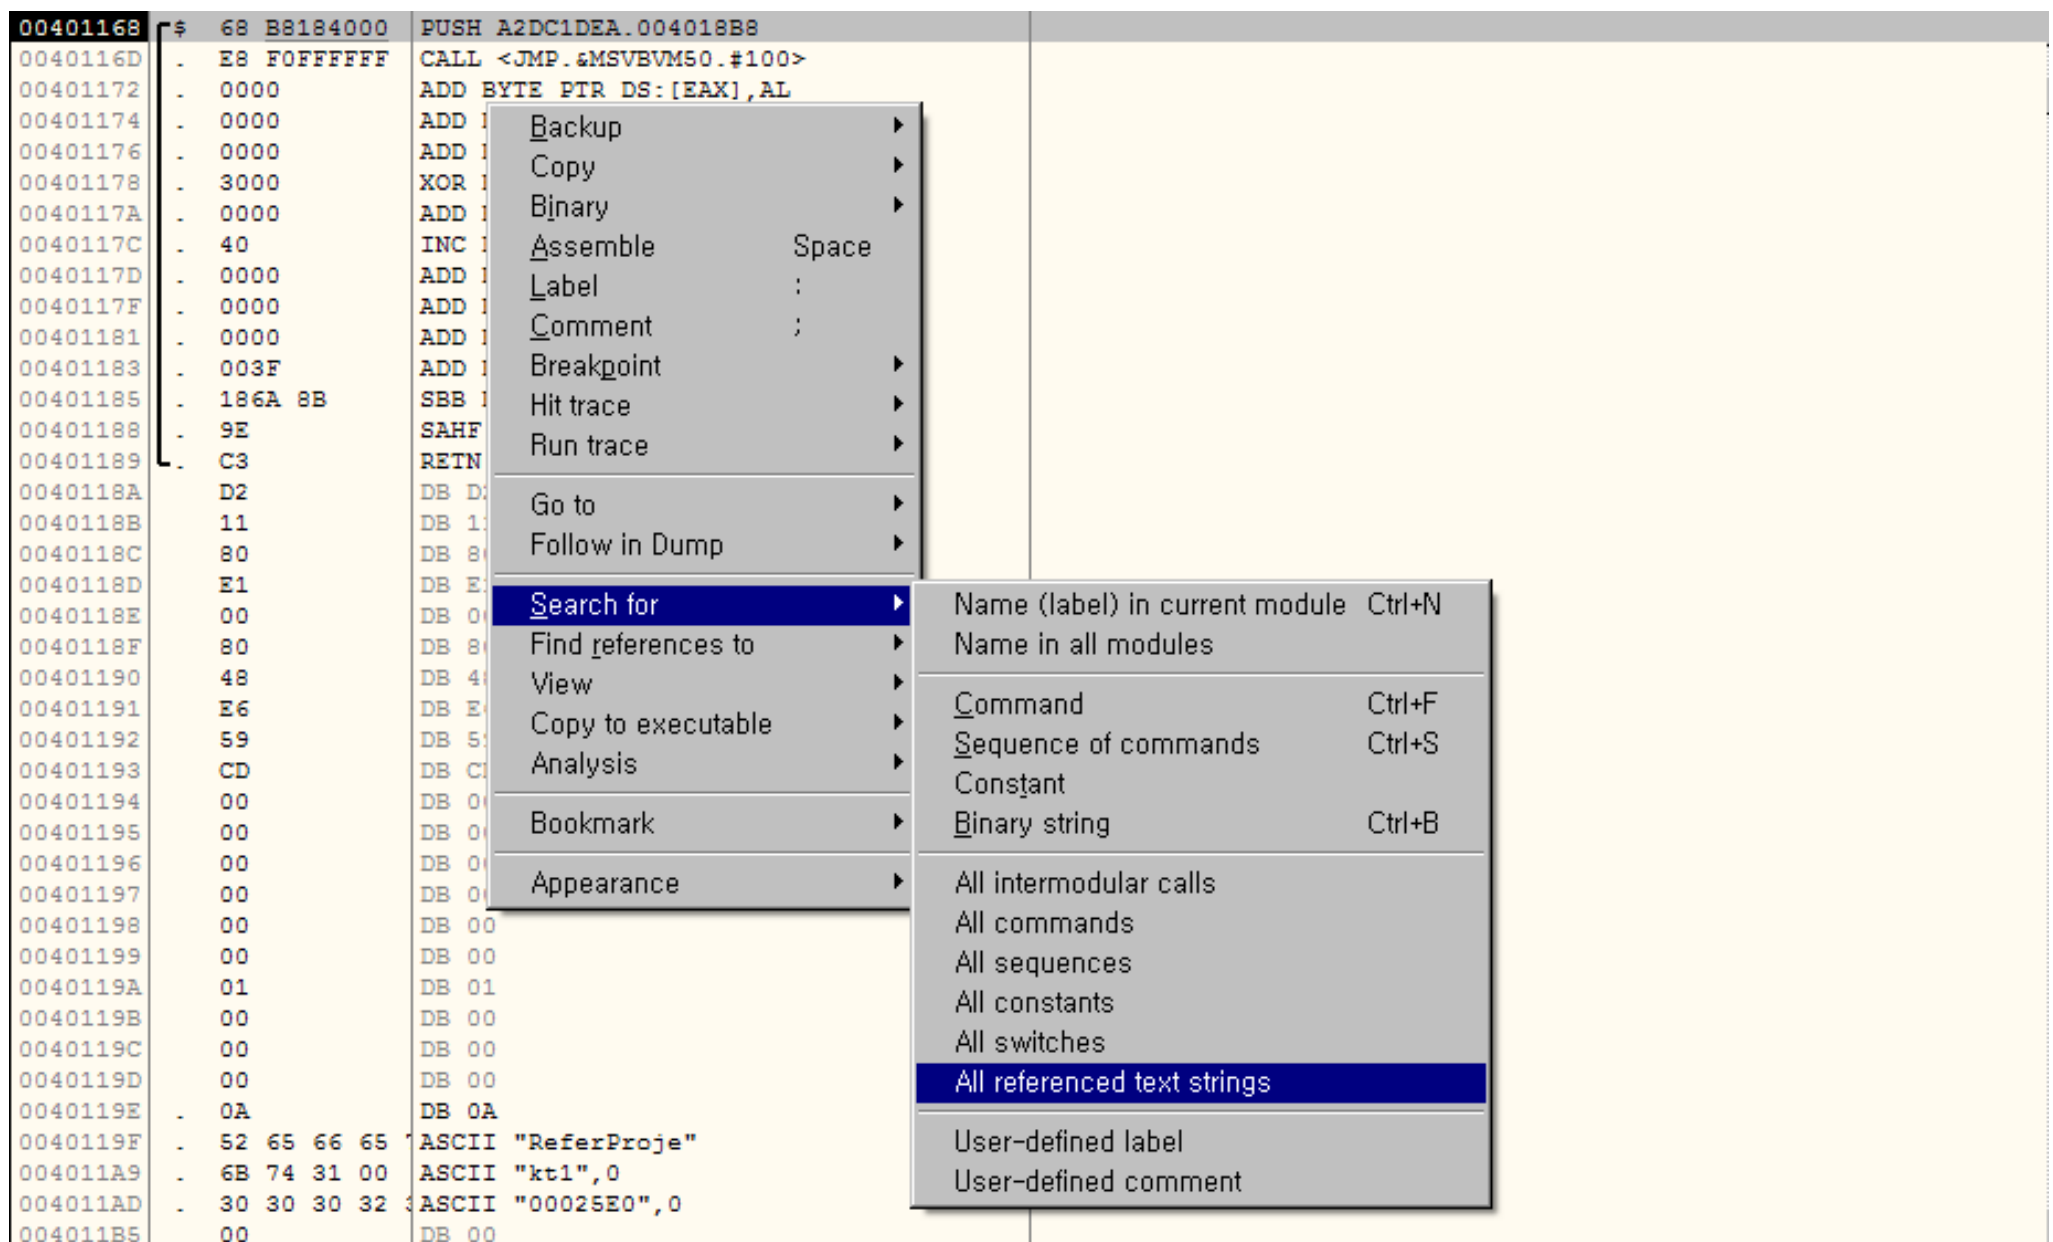 00401168 $ 68 B8184000 PUSH A2DC1DEA.004018B8
0040116D . E8 F0FFFFFF CALL <JMP.&MSVBVM50.#100>
00401172 . 0000 ADD BYTE PTR DS:[EAX],AL
00401174 . 0000 ADD
00401176 . 0000 ADD
00401178 . 3000 XOR
0040117A . 0000 ADD
0040117C . 40 INC
0040117D . 0000 ADD
0040117F . 0000 ADD
00401181 . 0000 ADD
00401183 . 003F ADD
00401185 . 186A 8B SBB
00401188 . 9E SAHF
00401189 . C3 RETN
0040118A D2 DB
0040118B 11 DB
0040118C 80 DB
0040118D E1 DB
0040118E 00 DB
0040118F 80 DB
00401190 48 DB
00401191 E6 DB
00401192 59 DB
00401193 CD DB
00401194 00 DB
00401195 00 DB
00401196 00 DB
00401197 00 DB
00401198 00 DB 00
00401199 00 DB 00
0040119A 01 DB 01
0040119B 00 DB 00
0040119C 00 DB 00
0040119D 00 DB 00
0040119E . 0A DB 0A
0040119F . 52 65 66 65 ASCII "ReferProje"
004011A9 . 6B 74 31 00 ASCII "kt1",0
004011AD . 30 30 30 32 ASCII "00025E0",0
004011B5 00 DB 00
Backup
Copy
Binary
Assemble Space
Label :
Comment ;
Breakpoint
Hit trace
Run trace
Go to
Follow in Dump
Search for
Find references to
View
Copy to executable
Analysis
Bookmark
Appearance
Name (label) in current module Ctrl+N
Name in all modules
Command Ctrl+F
Sequence of commands Ctrl+S
Constant
Binary string Ctrl+B
All intermodular calls
All commands
All sequences
All constants
All switches
All referenced text strings
User-defined label
User-defined comment